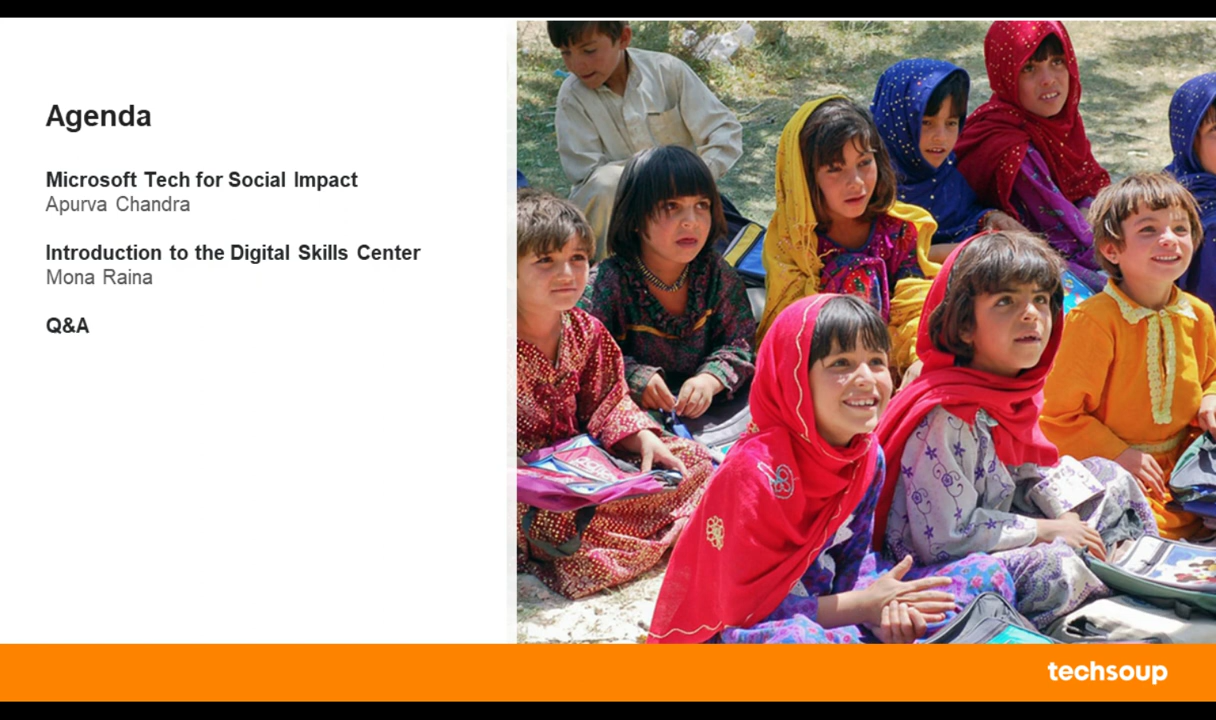 Agenda
Microsoft Tech for Social Impact
Apurva Chandra
Introduction to the Digital Skills Center
Mona Raina
Q&A
techsoup